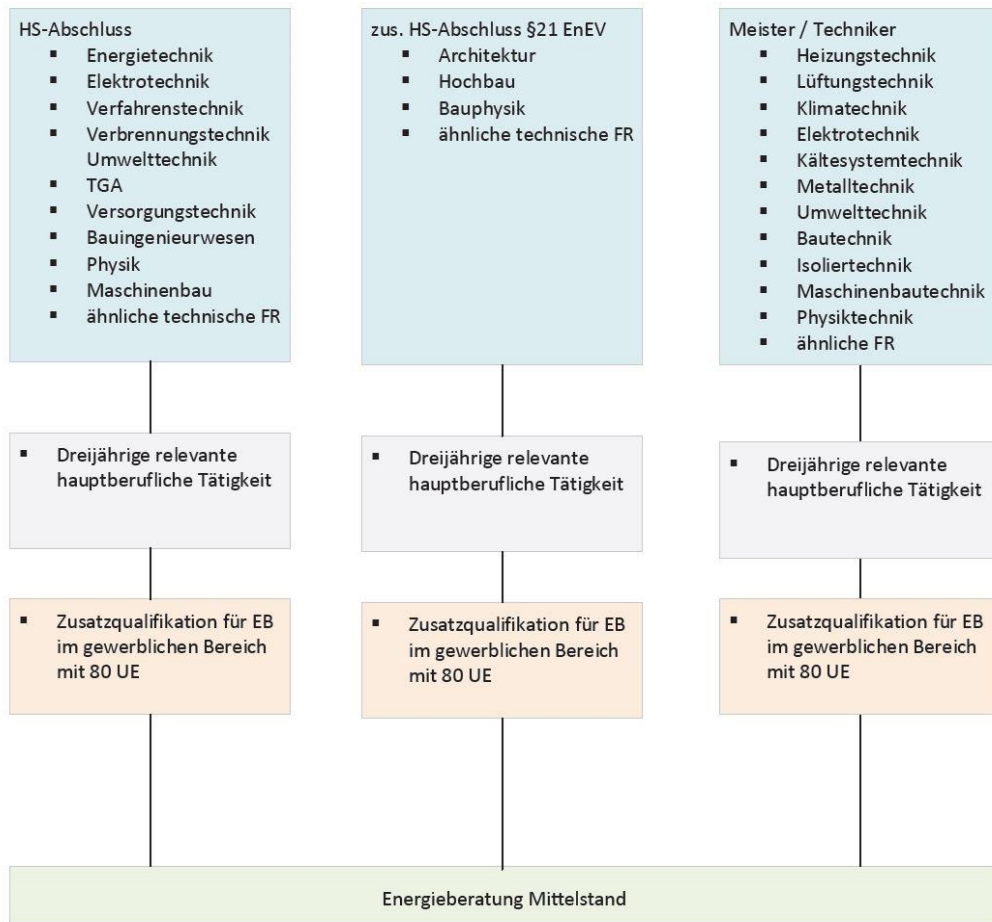 HS-Abschluss
▪ Energietechnik
▪ Elektrotechnik
▪ Verfahrenstechnik
▪ Verbrennungstechnik
Umwelttechnik
▪ TGA
▪ Versorgungstechnik
▪ Bauingenieurwesen
▪ Physik
▪ Maschinenbau
▪ ähnliche technische FR
▪ Dreijährige relevante
hauptberufliche Tätigkeit
▪ Zusatzqualifikation für EB
im gewerblichen Bereich
mit 80 UE
zus. HS-Abschluss §21 EnEV
▪ Architektur
▪ Hochbau
▪ Bauphysik
▪ ähnliche technische FR
▪ Dreijährige relevante
hauptberufliche Tätigkeit
▪ Zusatzqualifikation für EB
im gewerblichen Bereich
mit 80 UE
Meister / Techniker
▪ Heizungstechnik
▪ Lüftungstechnik
▪ Klimatechnik
▪ Elektrotechnik
▪ Kältesystemtechnik
▪ Metalltechnik
▪ Umwelttechnik
▪ Bautechnik
▪ Isoliertechnik
▪ Maschinenbautechnik
▪ Physiktechnik
▪ ähnliche FR
▪ Dreijährige relevante
hauptberufliche Tätigkeit
▪ Zusatzqualifikation für EB
im gewerblichen Bereich
mit 80 UE
Energieberatung Mittelstand